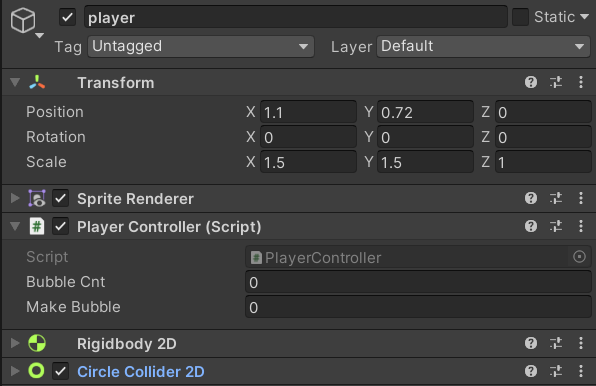 player Static
Tag Untagged Layer Default
Transform
Position X 1.1 Y 0.72 Z 0
Rotation X 0 Y 0 Z 0
Scale X 1.5 Y 1.5 Z 1
Sprite Renderer
Player Controller (Script)
Script PlayerController
Bubble Cnt 0
Make Bubble 0
Rigidbody 2D
Circle Collider 2D